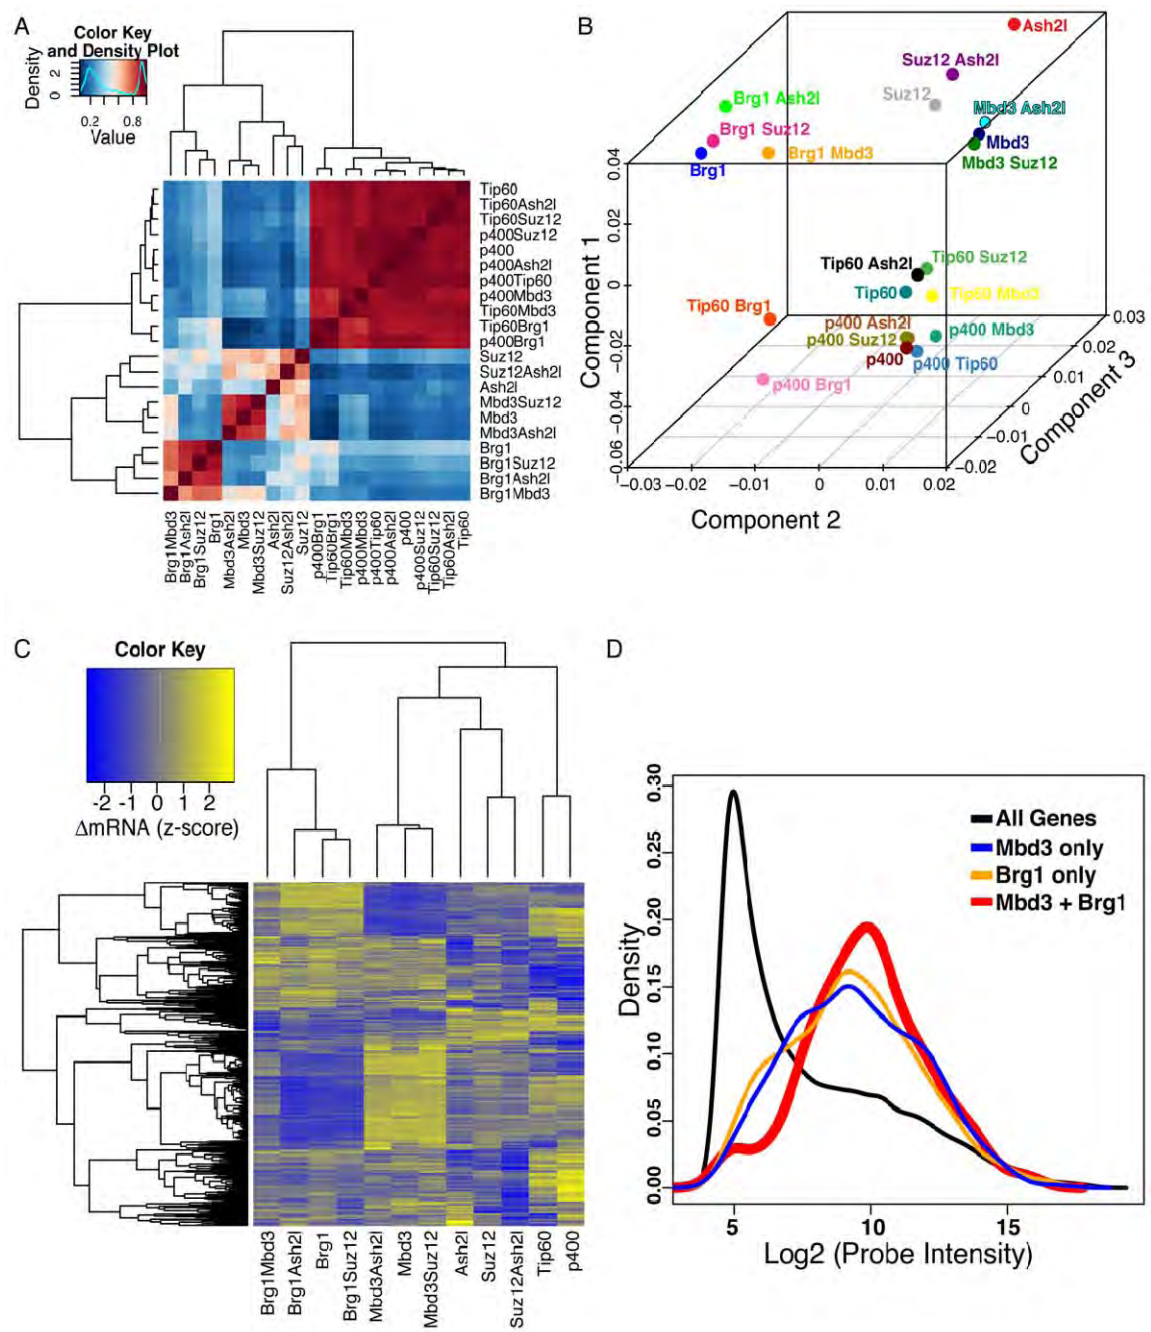 A
Color Key
and Density Plot
Density
0 2
0.2 0.8
Value
Tip60
Tip60Ash2l
Tip60Suz12
p400Suz12
p400
p400Ash2l
p400Tip60
p400Mbd3
Tip60Mbd3
Tip60Brg1
p400Brg1
Suz12
Suz12Ash2l
Ash2l
Mbd3Suz12
Mbd3
Mbd3Ash2l
Brg1
Brg1Suz12
Brg1Ash2l
Brg1Mbd3
Brg1Mbd3
Brg1Ash2l
Brg1Suz12
Brg1
Mbd3Ash2l
Mbd3
Mbd3Suz12
Ash2l
Suz12Ash2l
Suz12
p400Brg1
Tip60Brg1
Tip60Mbd3
p400Mbd3
p400Tip60
p400Ash2l
p400
p400Suz12
Tip60Suz12
Tip60Ash2l
Tip60
B
Ash2l
Suz12 Ash2l
Suz12
Brg1 Ash2l
Mbd3 Ash2l
Brg1 Suz12
Mbd3
Brg1 Mbd3
Mbd3 Suz12
Brg1
Tip60 Suz12
Tip60 Ash2l
Tip60
Tip60 Mbd3
Tip60 Brg1
p400 Ash2l
p400 Mbd3
p400 Suz12
p400
p400 Tip60
p400 Brg1
Component 1
0.04
0.02
0
−0.02
−0.04
−0.06
−0.03 −0.02 −0.01 0 0.01 0.02
Component 2
0.03
0.02
0.01
0
−0.01
−0.02
Component 3
C
Color Key
-2 -1 0 1 2
ΔmRNA (z-score)
Brg1Mbd3
Brg1Ash2l
Brg1
Brg1Suz12
Mbd3Ash2l
Mbd3
Mbd3Suz12
Ash2l
Suz12
Suz12Ash2l
Tip60
p400
D
All Genes
Mbd3 only
Brg1 only
Mbd3 + Brg1
Density
0.30
0.25
0.20
0.15
0.10
0.05
0.00
5 10 15
Log2 (Probe Intensity)